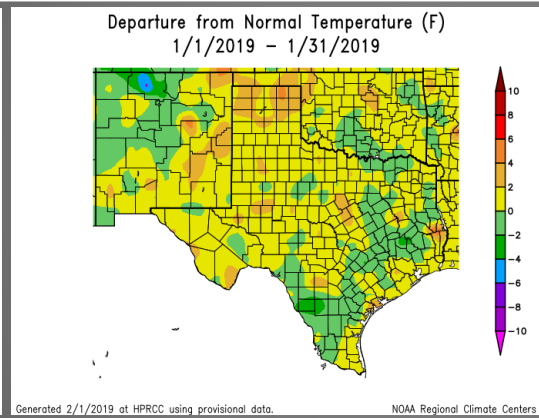 Departure from Normal Temperature (F)
1/1/2019 – 1/31/2019
10
8
6
4
2
0
-2
-4
-6
-8
-10
Generated 2/1/2019 at HPRCC using provisional data.
NOAA Regional Climate Centers